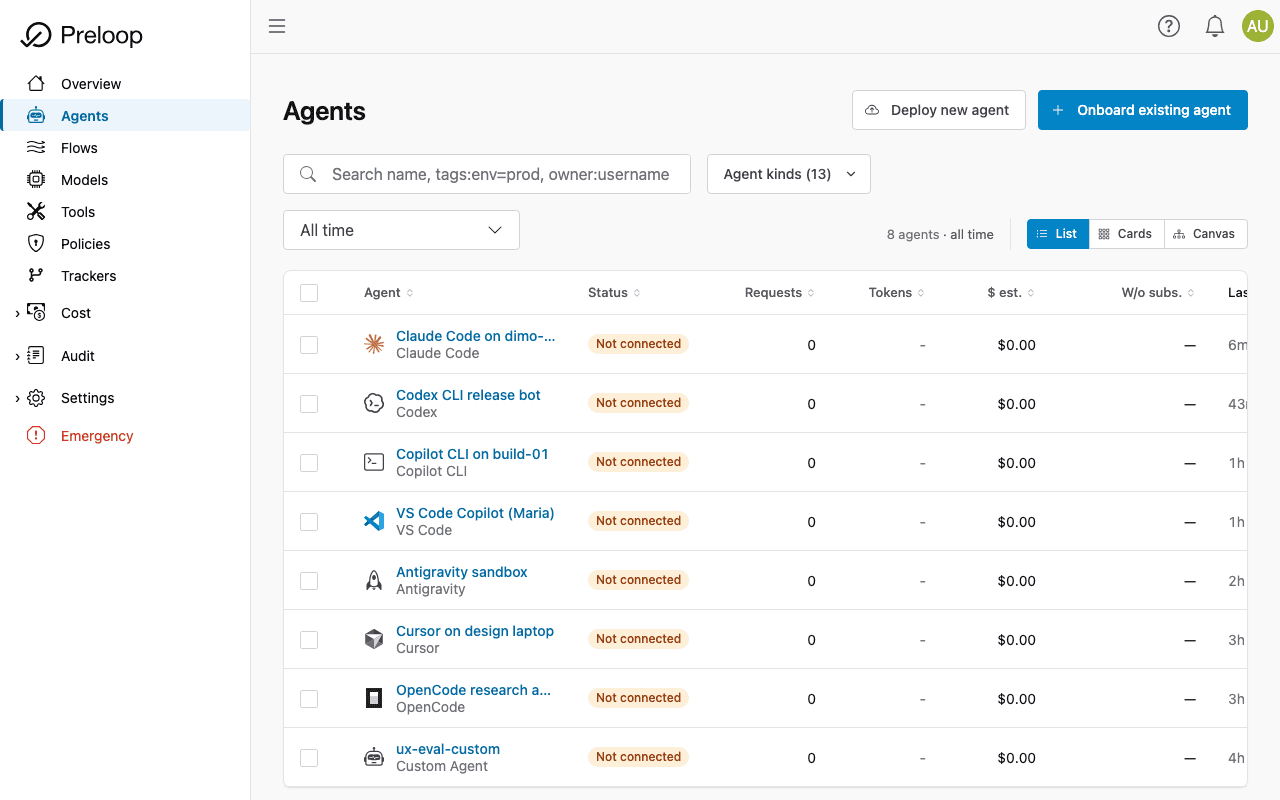 Preloop
AU
Overview
Agents
Flows
Models
Tools
Policies
Trackers
Cost
Audit
Settings
Emergency
Agents
Deploy new agent
Onboard existing agent
Search name, tags:env=prod, owner:username
Agent kinds (13)
All time
8 agents · all time
List
Cards
Canvas
Agent Status Requests Tokens $ est. W/o subs. Las
Claude Code on dimo-... Not connected 0 - $0.00 — 6m
Claude Code
Codex CLI release bot Not connected 0 - $0.00 — 43
Codex
Copilot CLI on build-01 Not connected 0 - $0.00 — 1h
Copilot CLI
VS Code Copilot (Maria) Not connected 0 - $0.00 — 1h
VS Code
Antigravity sandbox Not connected 0 - $0.00 — 2h
Antigravity
Cursor on design laptop Not connected 0 - $0.00 — 3h
Cursor
OpenCode research a... Not connected 0 - $0.00 — 3h
OpenCode
ux-eval-custom Not connected 0 - $0.00 — 4h
Custom Agent